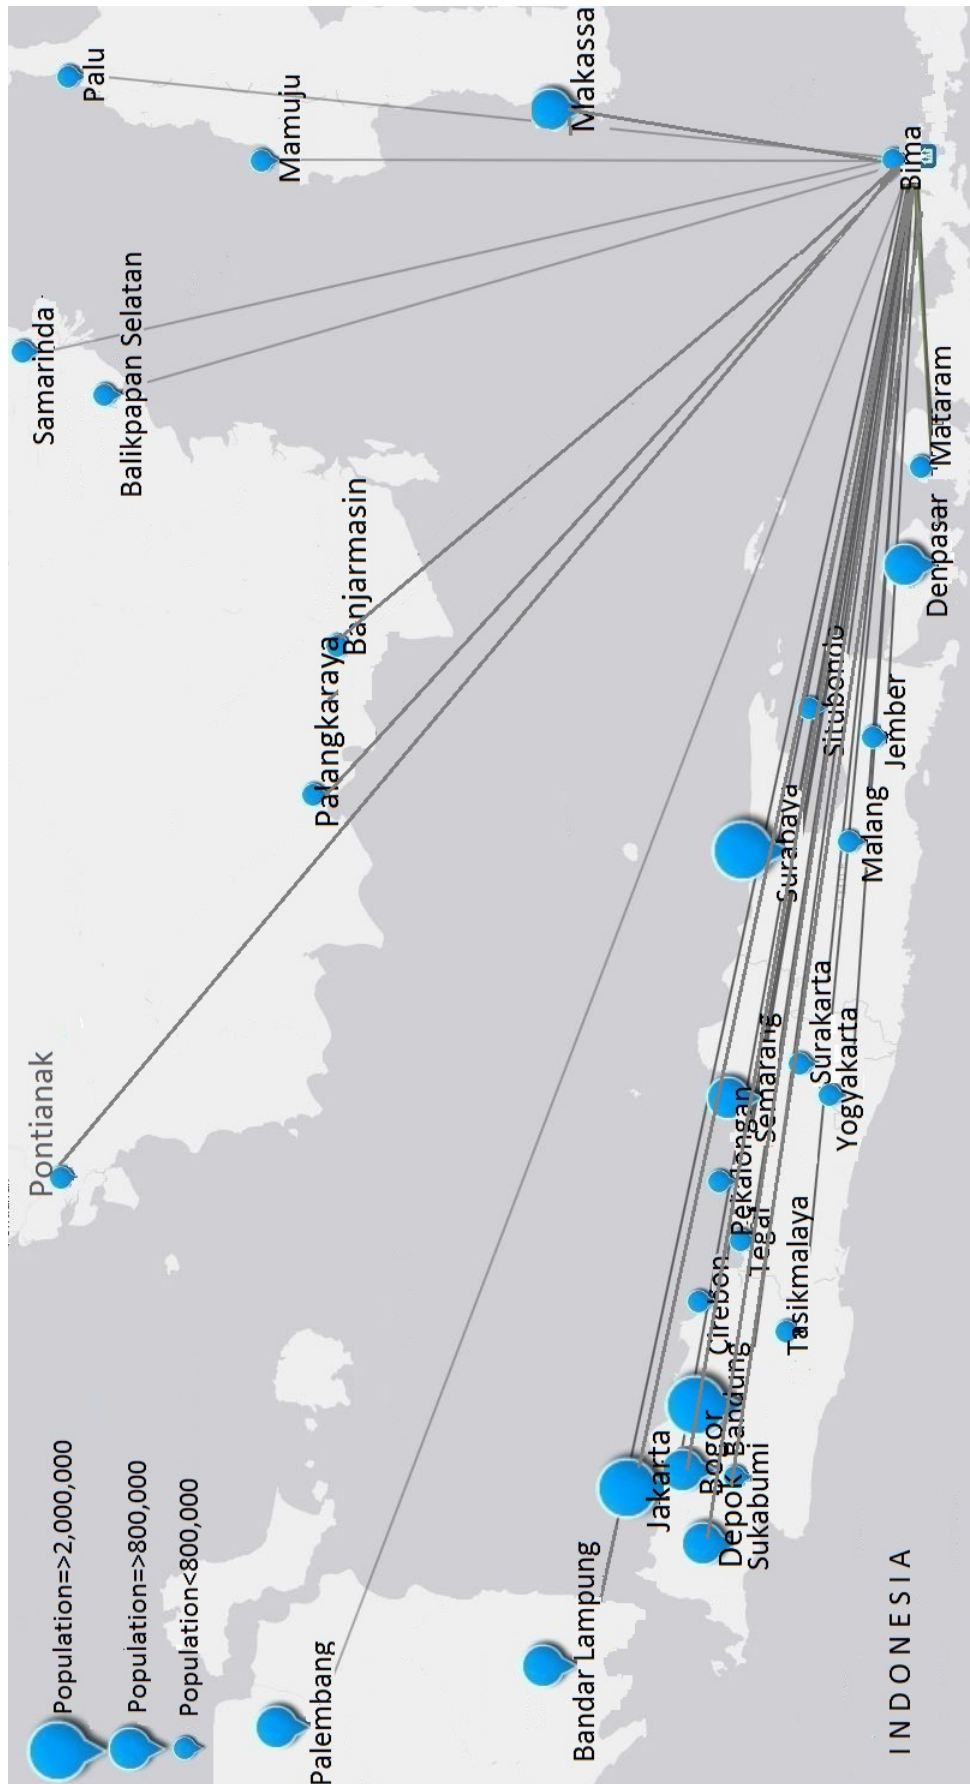 Population=>2,000,000
Population=>800,000
Population<800,000
Pontianak
Samarinda
Balikpapan Selatan
Palu
Mamuju
Makassa
Palangkaraya
Banjarmasin
Palembang
Bandar Lampung
Jakarta
Bogor
Depok
Bandung
Sukabumi
Cirebon
Tegal
Pekalongan
Semarang
Tasikmalaya
Surakarta
Yogyakarta
Surabaya
Malang
Situbondo
Jember
Denpasar
Mataram
Bima
INDONESIA